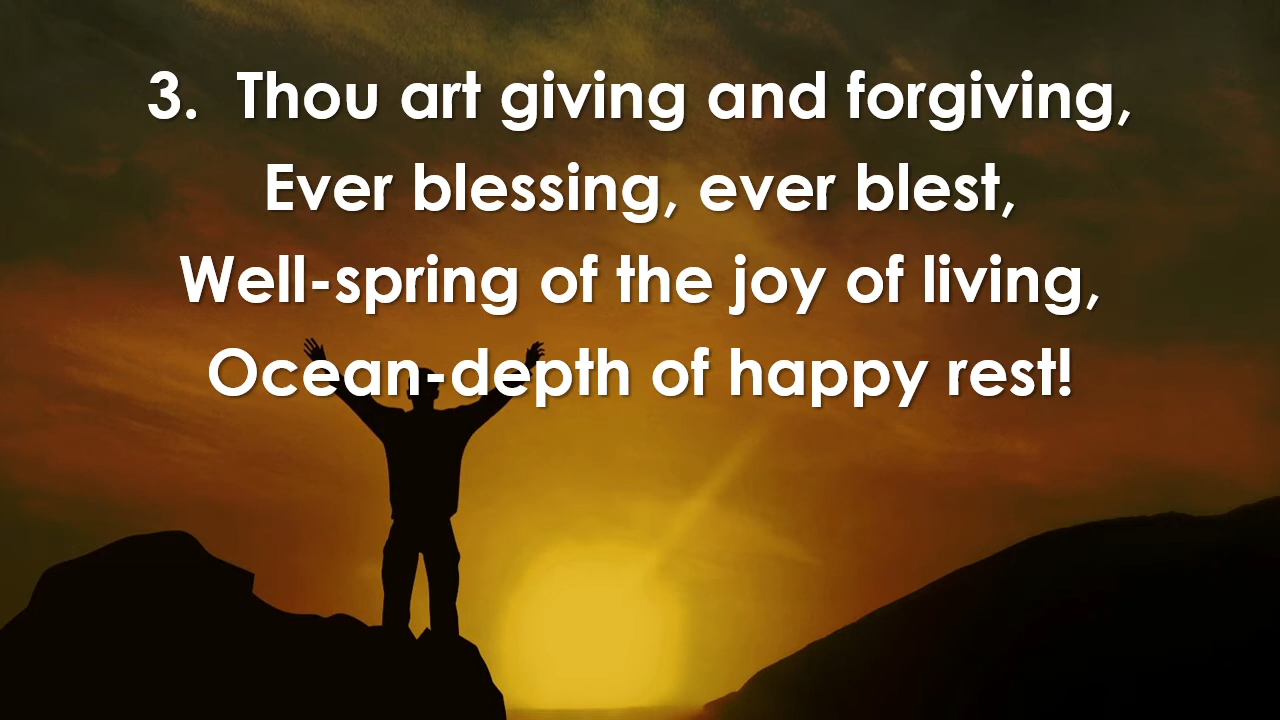 3. Thou art giving and forgiving,
Ever blessing, ever blest,
Well-spring of the joy of living,
Ocean-depth of happy rest!